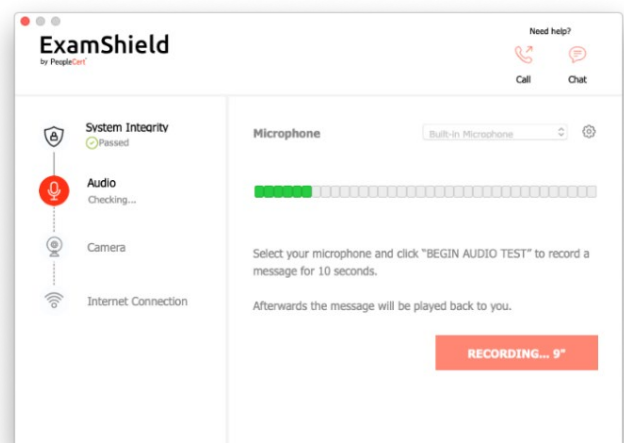 ExamShield
by PeopleCert
Need help?
Call
Chat
System Integrity
Passed
Audio
Checking...
Camera
Internet Connection
Microphone
Built-in Microphone
Select your microphone and click "BEGIN AUDIO TEST" to record a
message for 10 seconds.
Afterwards the message will be played back to you.
RECORDING... 9"